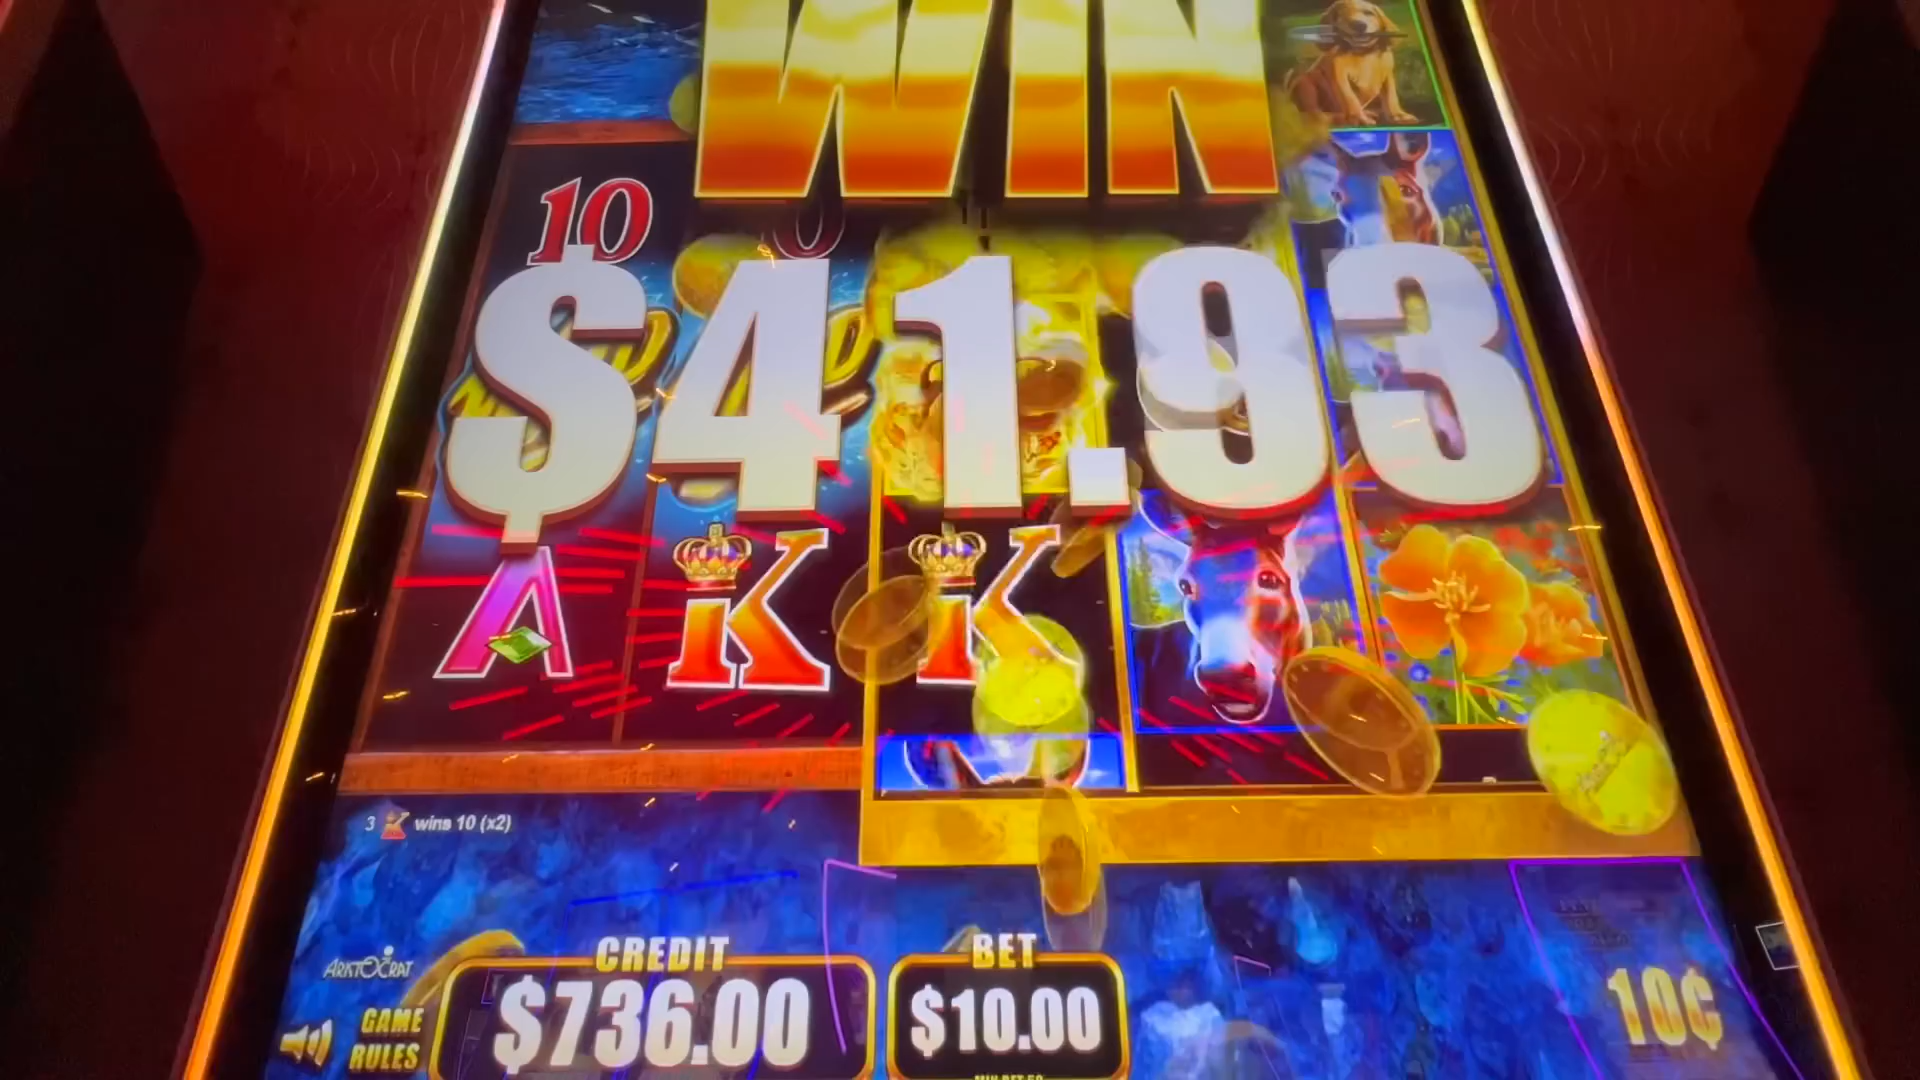 WIN
10
$41.93
A K K
3 K wins 10 (x2)
ARISTOCRAT
GAME
RULES
CREDIT
$736.00
BET
$10.00
10¢